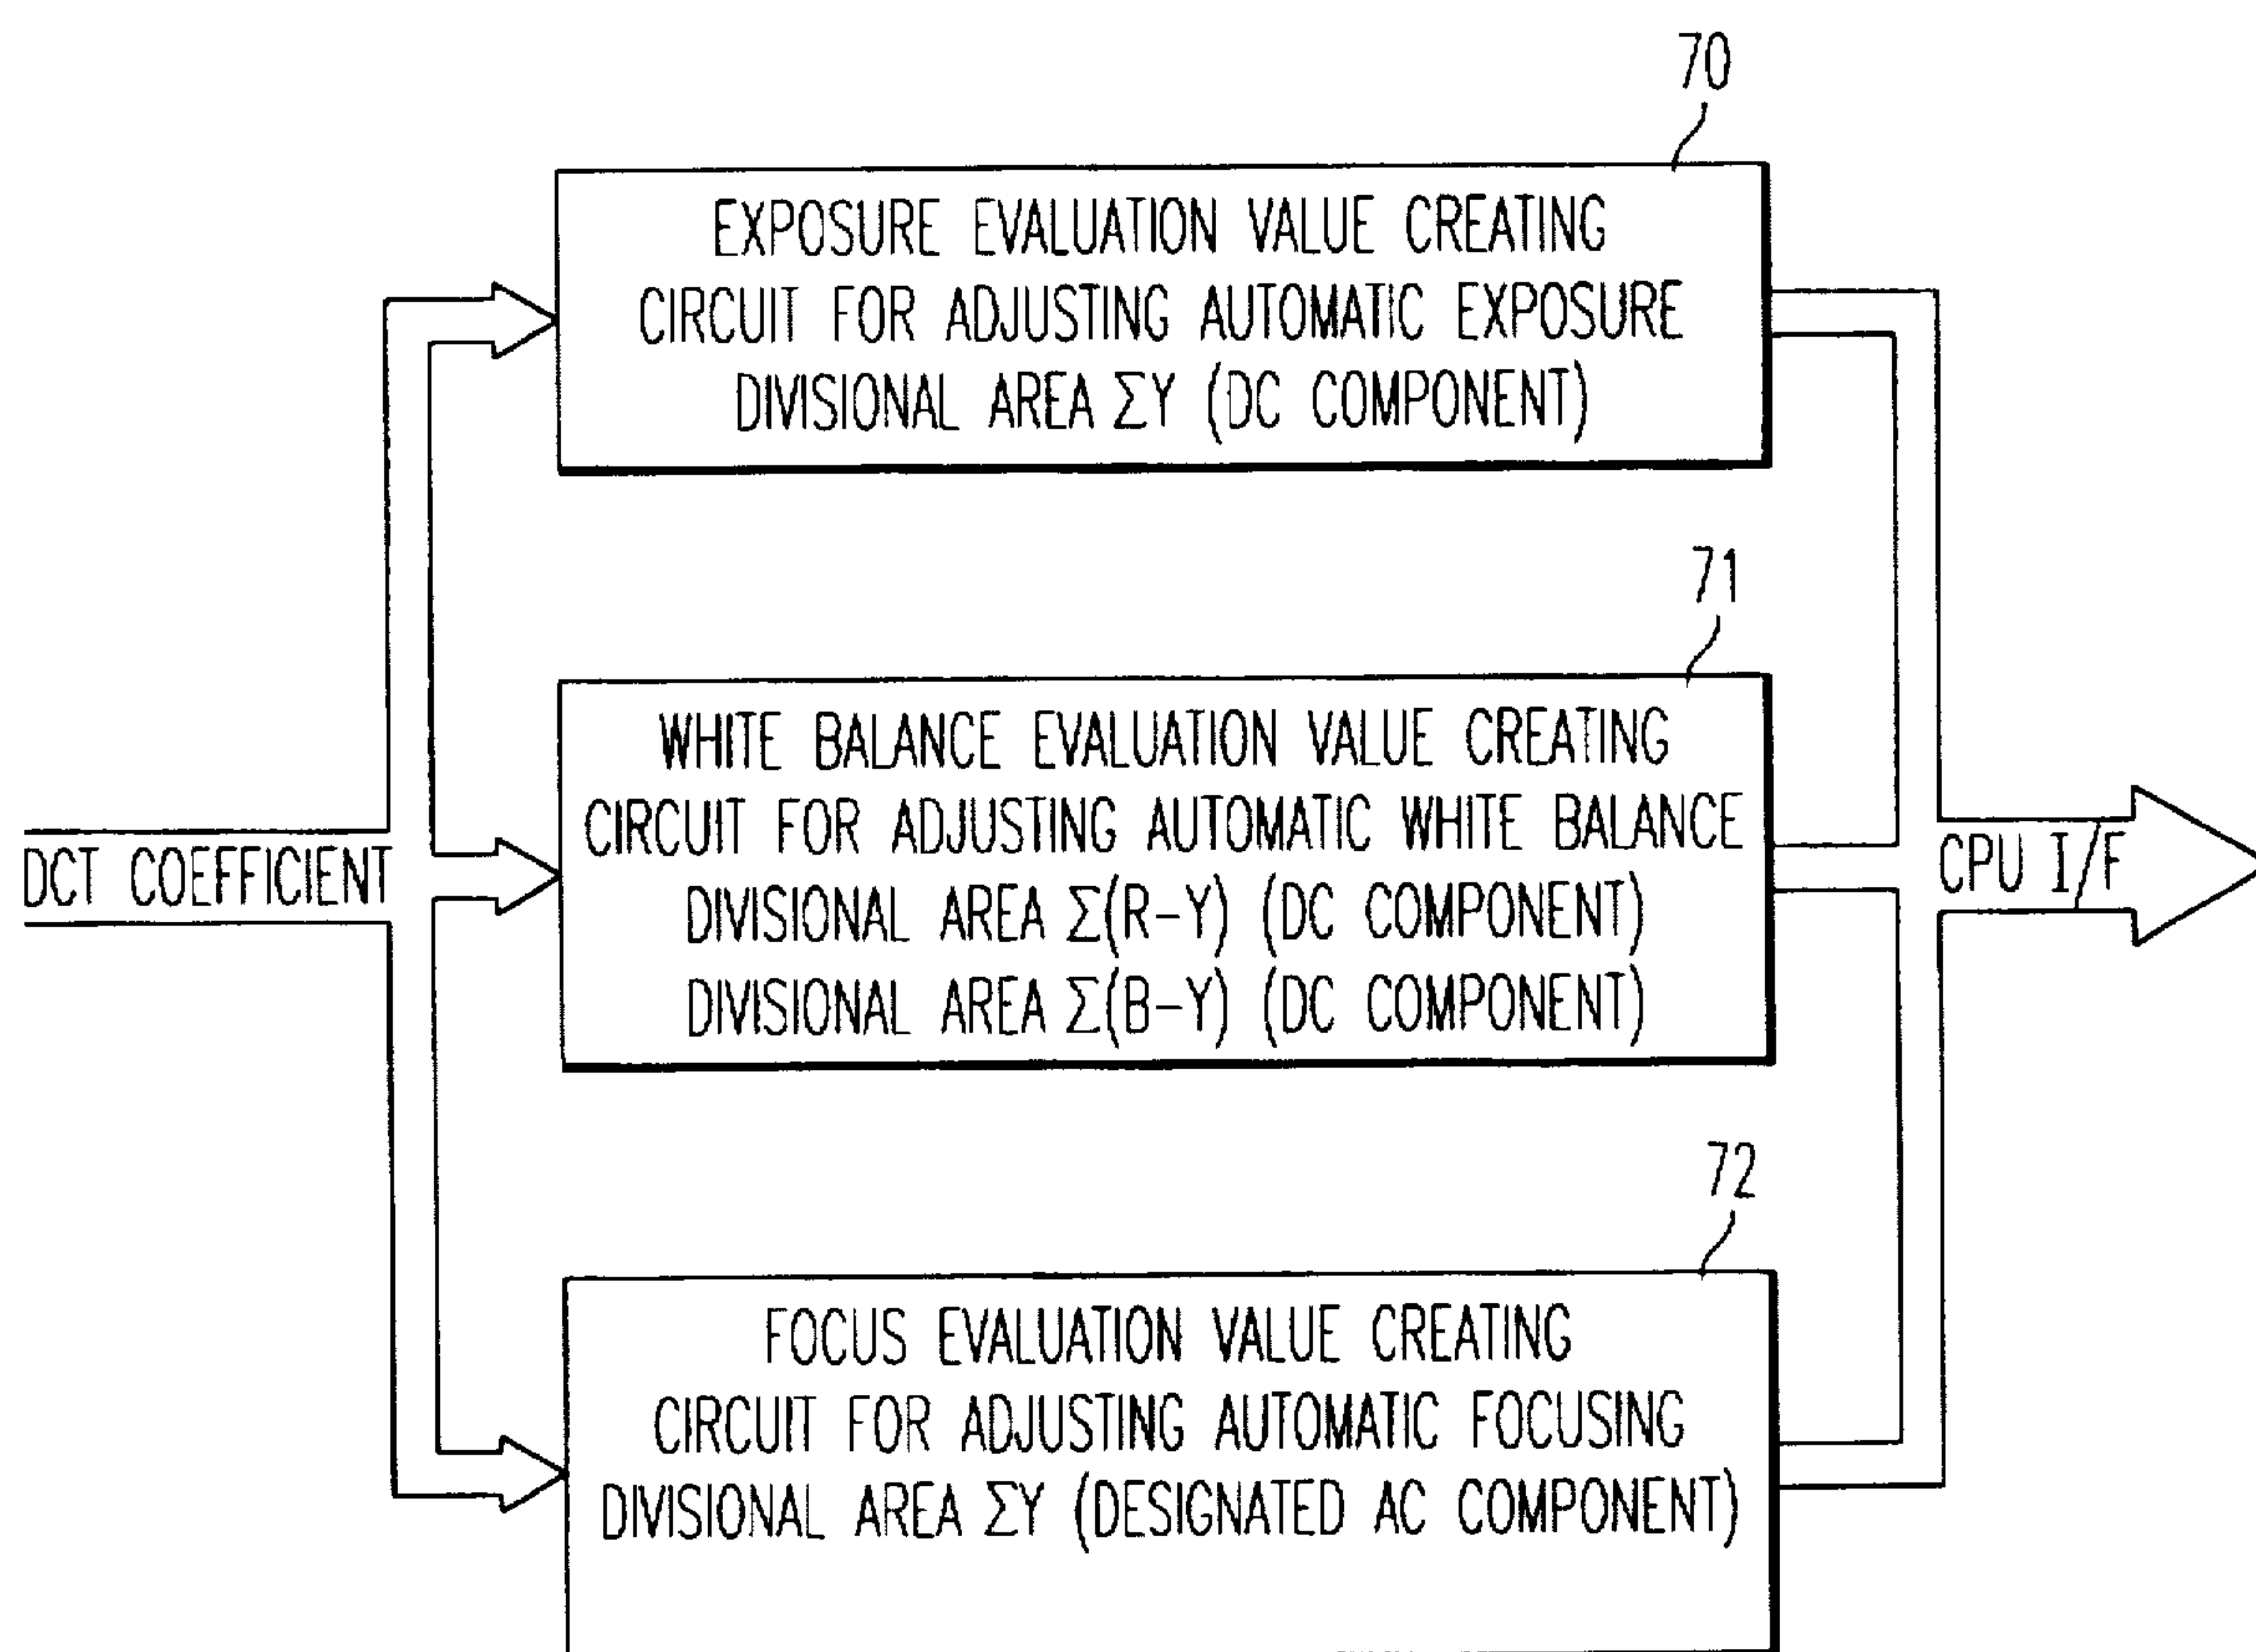 70
EXPOSURE EVALUATION VALUE CREATING
CIRCUIT FOR ADJUSTING AUTOMATIC EXPOSURE
DIVISIONAL AREA ΣY (DC COMPONENT)
71
WHITE BALANCE EVALUATION VALUE CREATING
CIRCUIT FOR ADJUSTING AUTOMATIC WHITE BALANCE
DIVISIONAL AREA Σ(R-Y) (DC COMPONENT)
DIVISIONAL AREA Σ(B-Y) (DC COMPONENT)
DCT COEFFICIENT
CPU I/F
72
FOCUS EVALUATION VALUE CREATING
CIRCUIT FOR ADJUSTING AUTOMATIC FOCUSING
DIVISIONAL AREA ΣY (DESIGNATED AC COMPONENT)